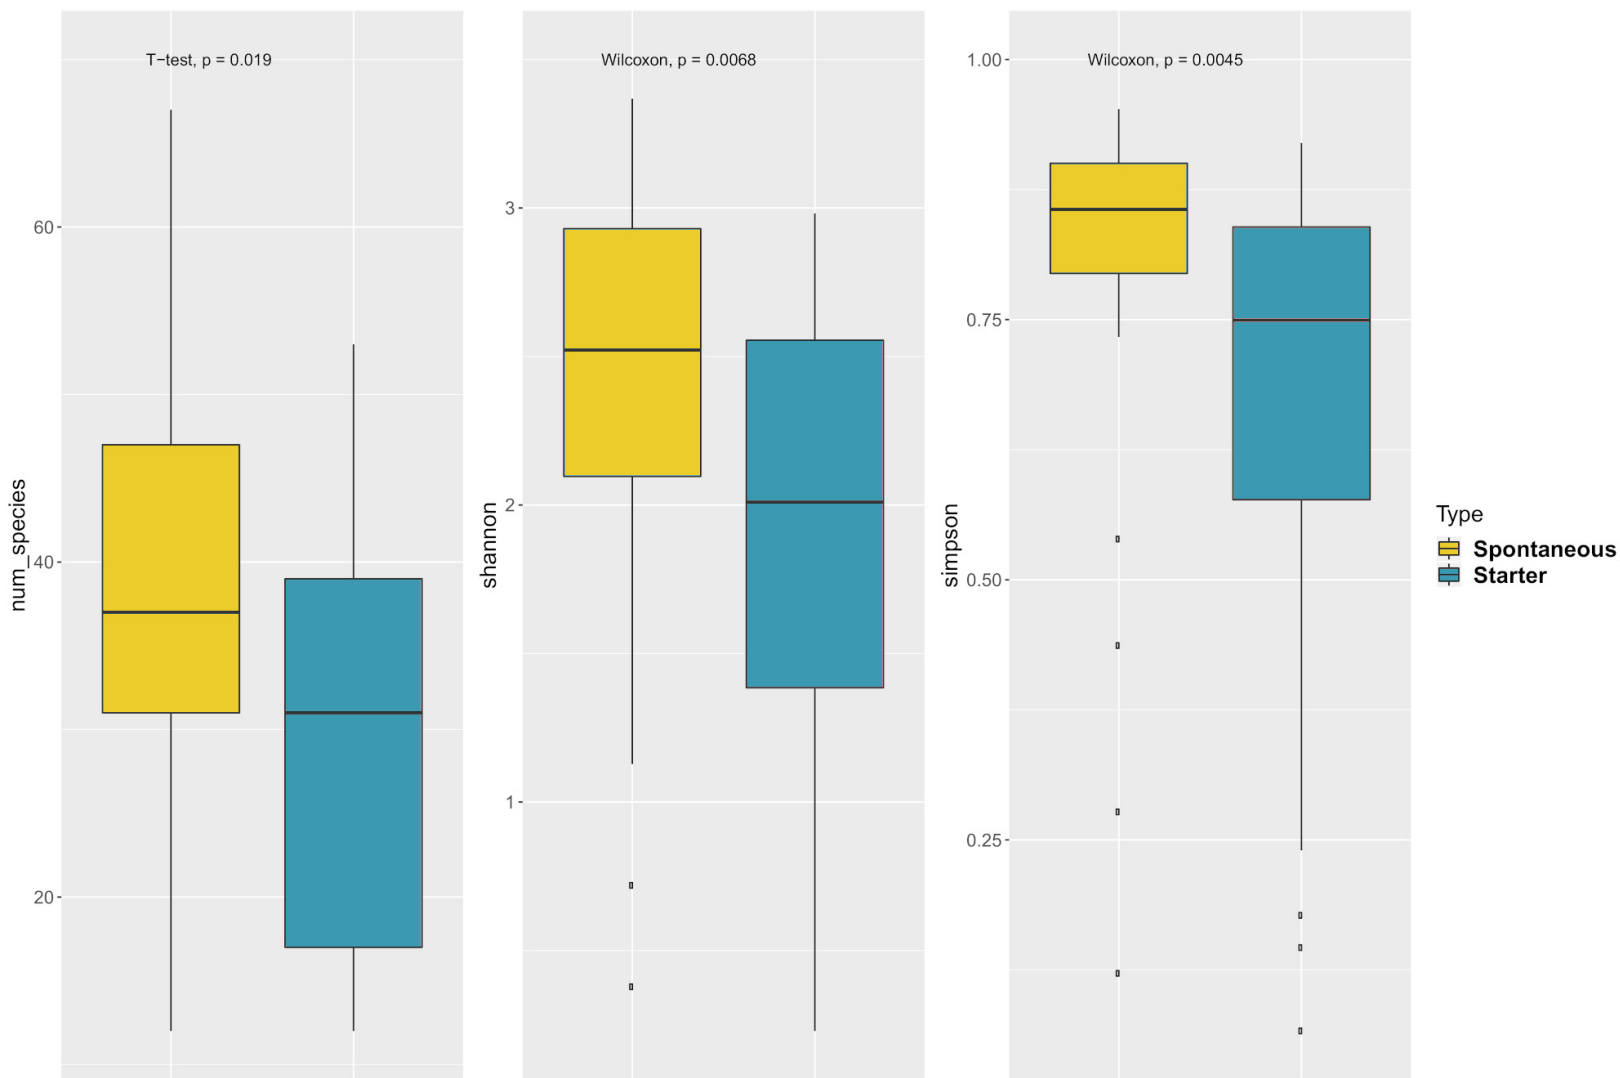 T-test, p = 0.019
60
40
20
num_species
Wilcoxon, p = 0.0068
3
2
1
shannon
Wilcoxon, p = 0.0045
1.00
0.75
0.50
0.25
simpson
Type
Spontaneous
Starter